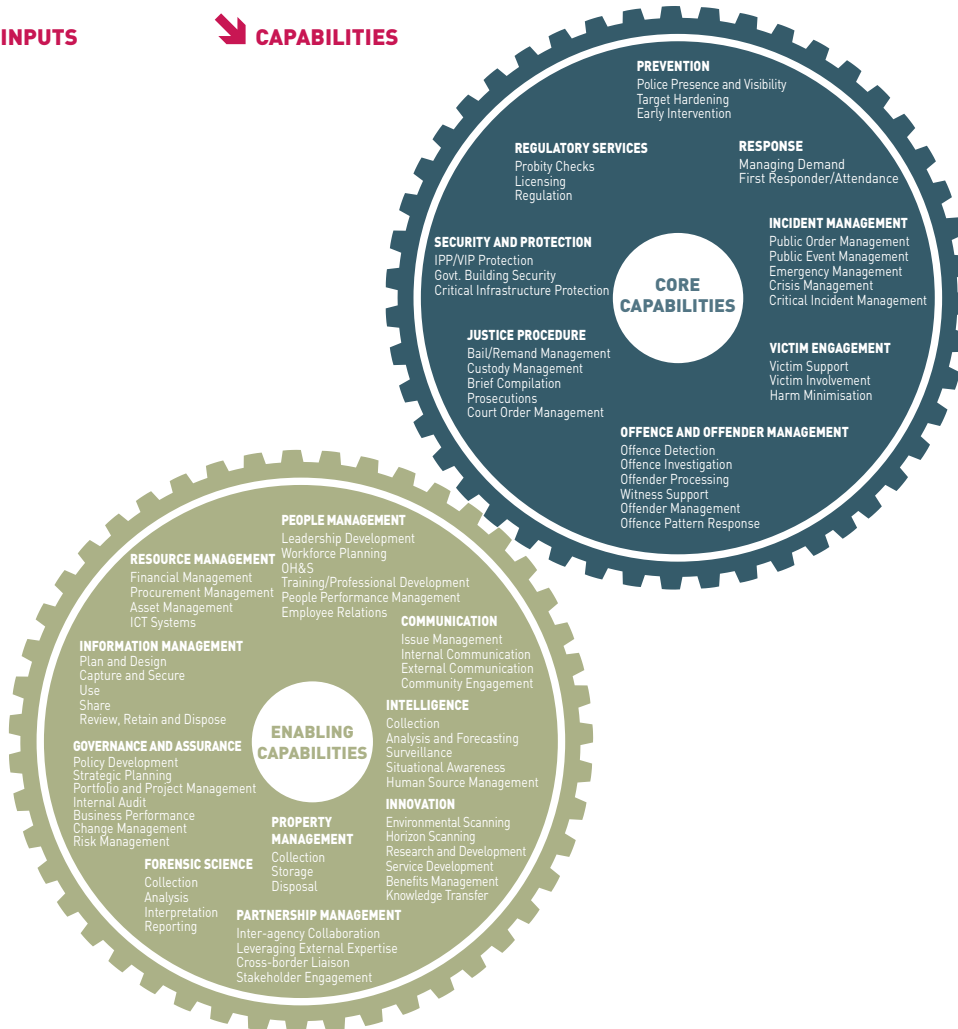 INPUTS
CAPABILITIES
PREVENTION
Police Presence and Visibility
Target Hardening
Early Intervention
REGULATORY SERVICES
Probity Checks
Licensing
Regulation
RESPONSE
Managing Demand
First Responder/Attendance
INCIDENT MANAGEMENT
Public Order Management
Public Event Management
Emergency Management
Crisis Management
Critical Incident Management
SECURITY AND PROTECTION
IPP/VIP Protection
Govt. Building Security
Critical Infrastructure Protection
CORE
CAPABILITIES
JUSTICE PROCEDURE
Bail/Remand Management
Custody Management
Brief Compilation
Prosecutions
Court Order Management
VICTIM ENGAGEMENT
Victim Support
Victim Involvement
Harm Minimisation
OFFENCE AND OFFENDER MANAGEMENT
Offence Detection
Offence Investigation
Offender Processing
Witness Support
Offender Management
Offence Pattern Response
PEOPLE MANAGEMENT
Leadership Development
Workforce Planning
OH&S
Training/Professional Development
People Performance Management
Employee Relations
RESOURCE MANAGEMENT
Financial Management
Procurement Management
Asset Management
ICT Systems
COMMUNICATION
Issue Management
Internal Communication
External Communication
Community Engagement
INFORMATION MANAGEMENT
Plan and Design
Capture and Secure
Use
Share
Review, Retain and Dispose
INTELLIGENCE
Collection
Analysis and Forecasting
Surveillance
Situational Awareness
Human Source Management
ENABLING
CAPABILITIES
GOVERNANCE AND ASSURANCE
Policy Development
Strategic Planning
Portfolio and Project Management
Internal Audit
Business Performance
Change Management
Risk Management
INNOVATION
Environmental Scanning
Horizon Scanning
Research and Development
Service Development
Benefits Management
Knowledge Transfer
PROPERTY
MANAGEMENT
Collection
Storage
Disposal
FORENSIC SCIENCE
Collection
Analysis
Interpretation
Reporting
PARTNERSHIP MANAGEMENT
Inter-agency Collaboration
Leveraging External Expertise
Cross-border Liaison
Stakeholder Engagement